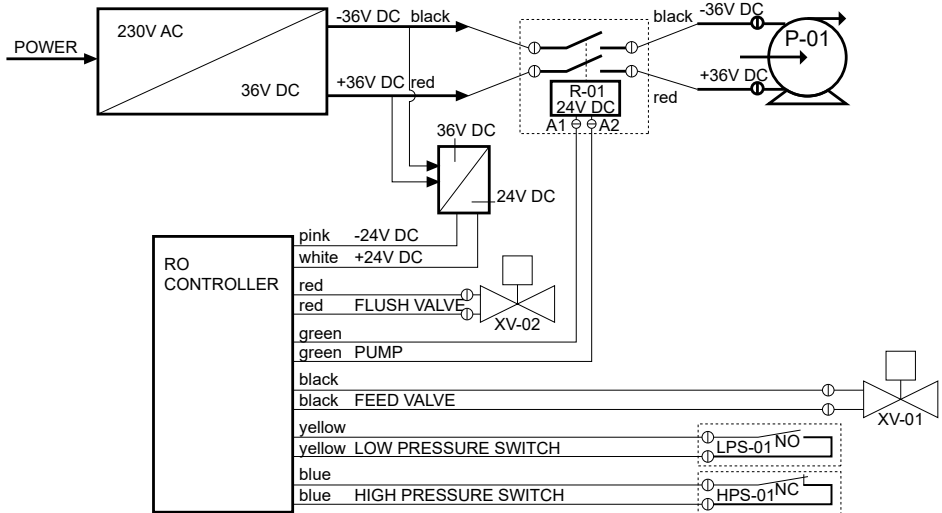 POWER
230V AC
36V DC
-36V DC black
+36V DC red
black
-36V DC
P-01
R-01
24V DC
A1 A2
+36V DC
red
36V DC
24V DC
RO
CONTROLLER
pink -24V DC
white +24V DC
red
red FLUSH VALVE
XV-02
green
green PUMP
black
black FEED VALVE
XV-01
yellow
yellow LOW PRESSURE SWITCH
LPS-01 NO
blue
blue HIGH PRESSURE SWITCH
HPS-01 NC